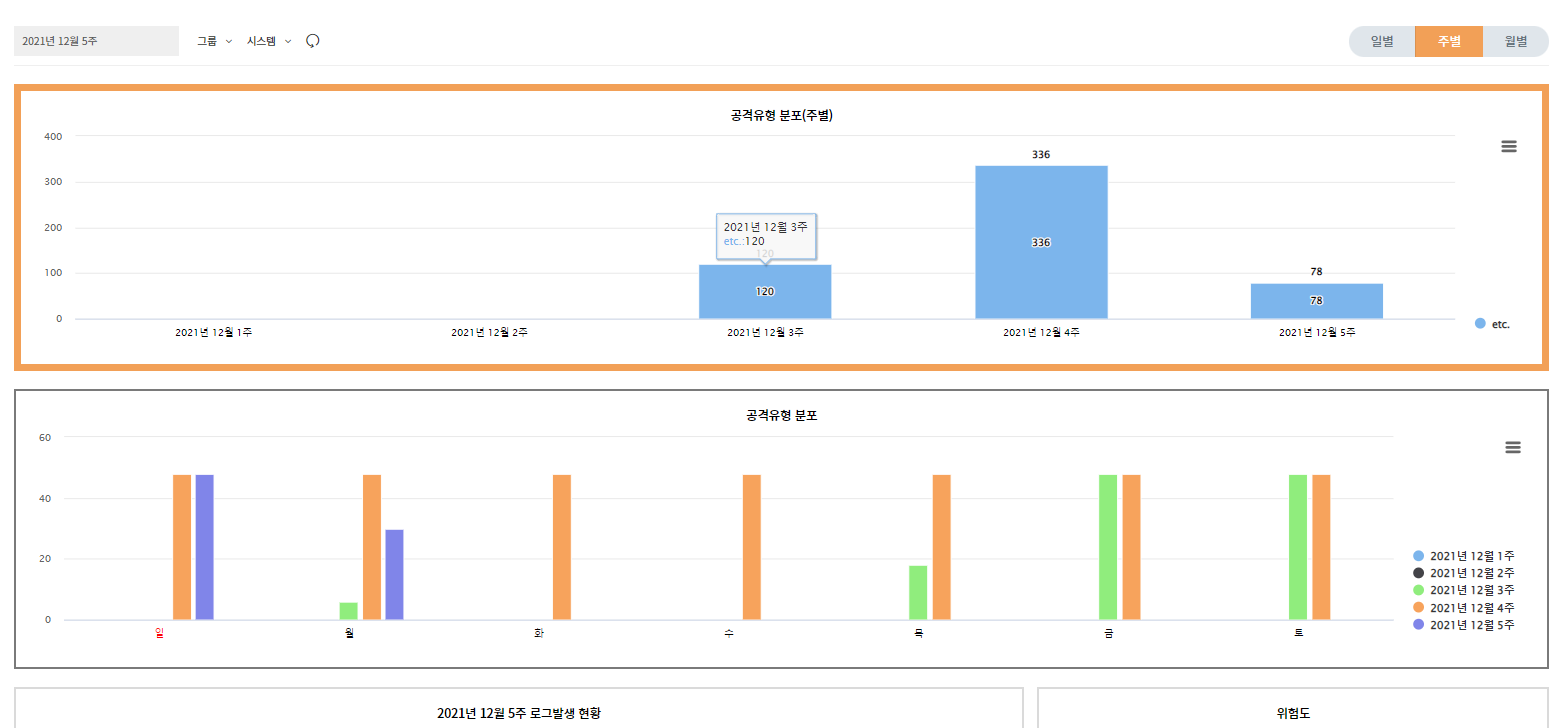 2021년 12월 5주 그룹 시스템 일별 주별 월별
공격유형 분포(주별)
400
300
200
100
0
336
336
2021년 12월 3주
etc.:120
120
120
78
78
2021년 12월 1주 2021년 12월 2주 2021년 12월 3주 2021년 12월 4주 2021년 12월 5주
etc.
공격유형 분포
60
40
20
0
일 월 화 수 목 금 토
2021년 12월 1주
2021년 12월 2주
2021년 12월 3주
2021년 12월 4주
2021년 12월 5주
2021년 12월 5주 로그발생 현황 위험도